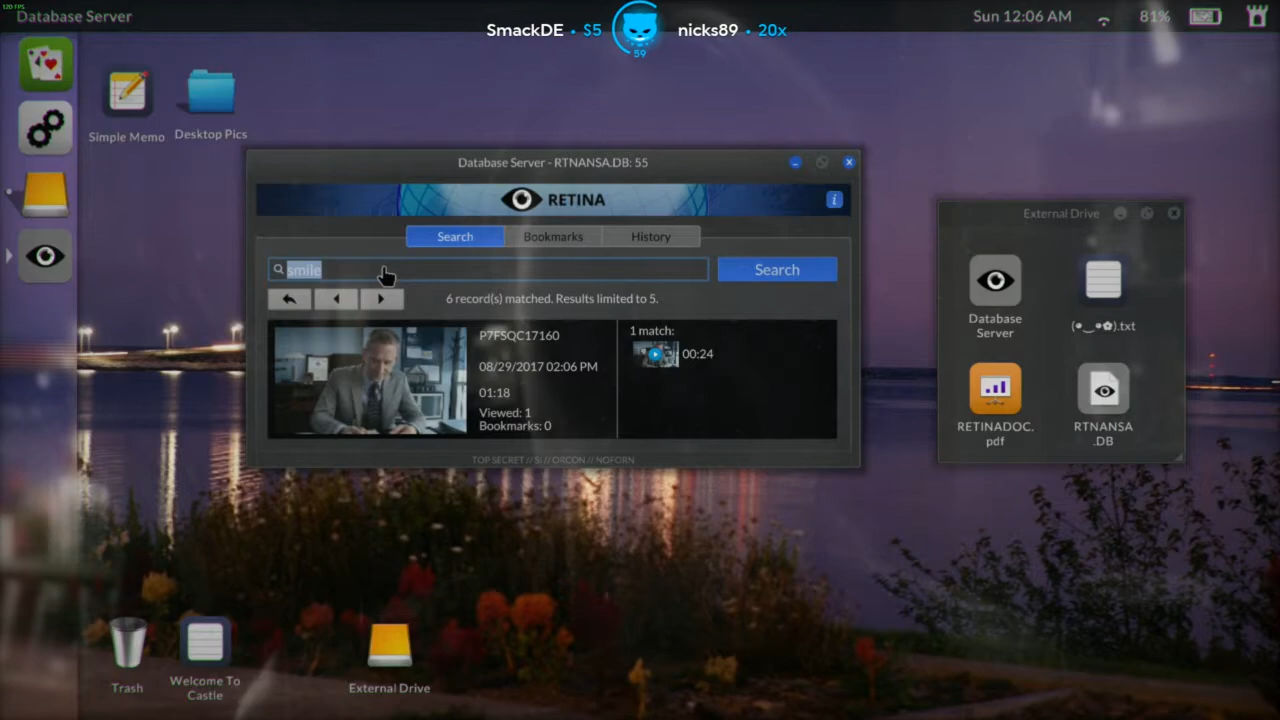 120 FPS
Database Server
SmackDE • $5
59
nicks89 • 20x
Sun 12:06 AM
81%
Simple Memo
Desktop Pics
Database Server - RTNANSA.DB: 55
RETINA
i
Search
Bookmarks
History
smile
Search
6 record(s) matched. Results limited to 5.
P7FSQC17160
08/29/2017 02:06 PM
01:18
Viewed: 1
Bookmarks: 0
1 match:
00:24
TOP SECRET // SI // ORCON // NOFORN
External Drive
Database
Server
(•‿•✿).txt
RETINADOC.
pdf
RTNANSA
.DB
Trash
Welcome To
Castle
External Drive